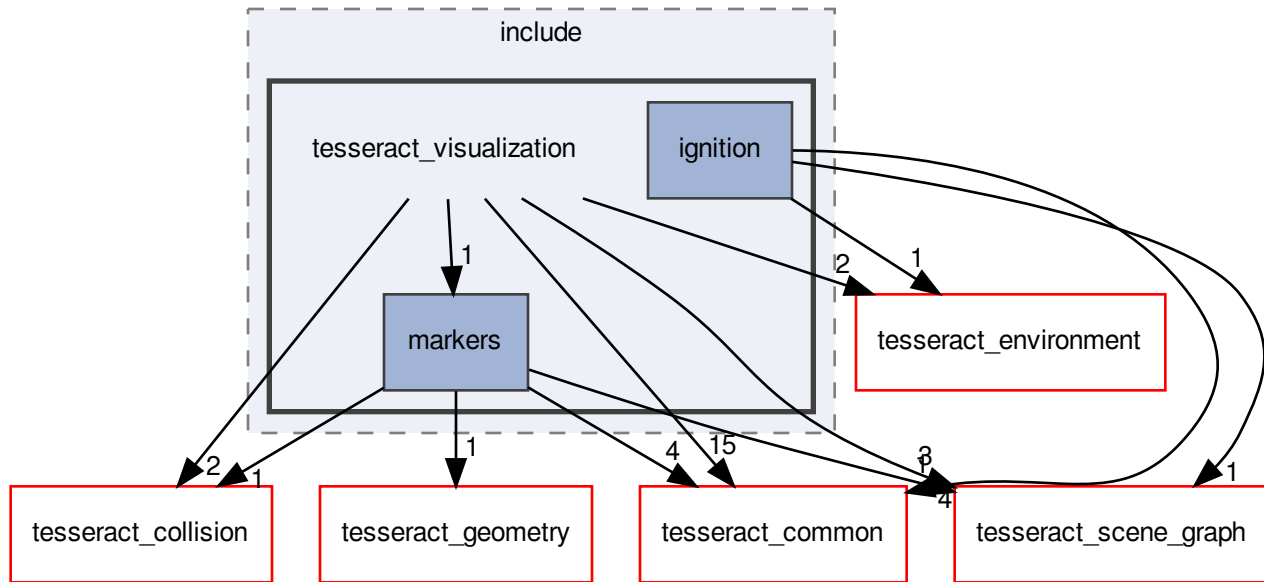 include
tesseract_visualization
ignition
1
1
2
markers
tesseract_environment
2
1
1
4
15
3
1
4
1
tesseract_collision
tesseract_geometry
tesseract_common
tesseract_scene_graph